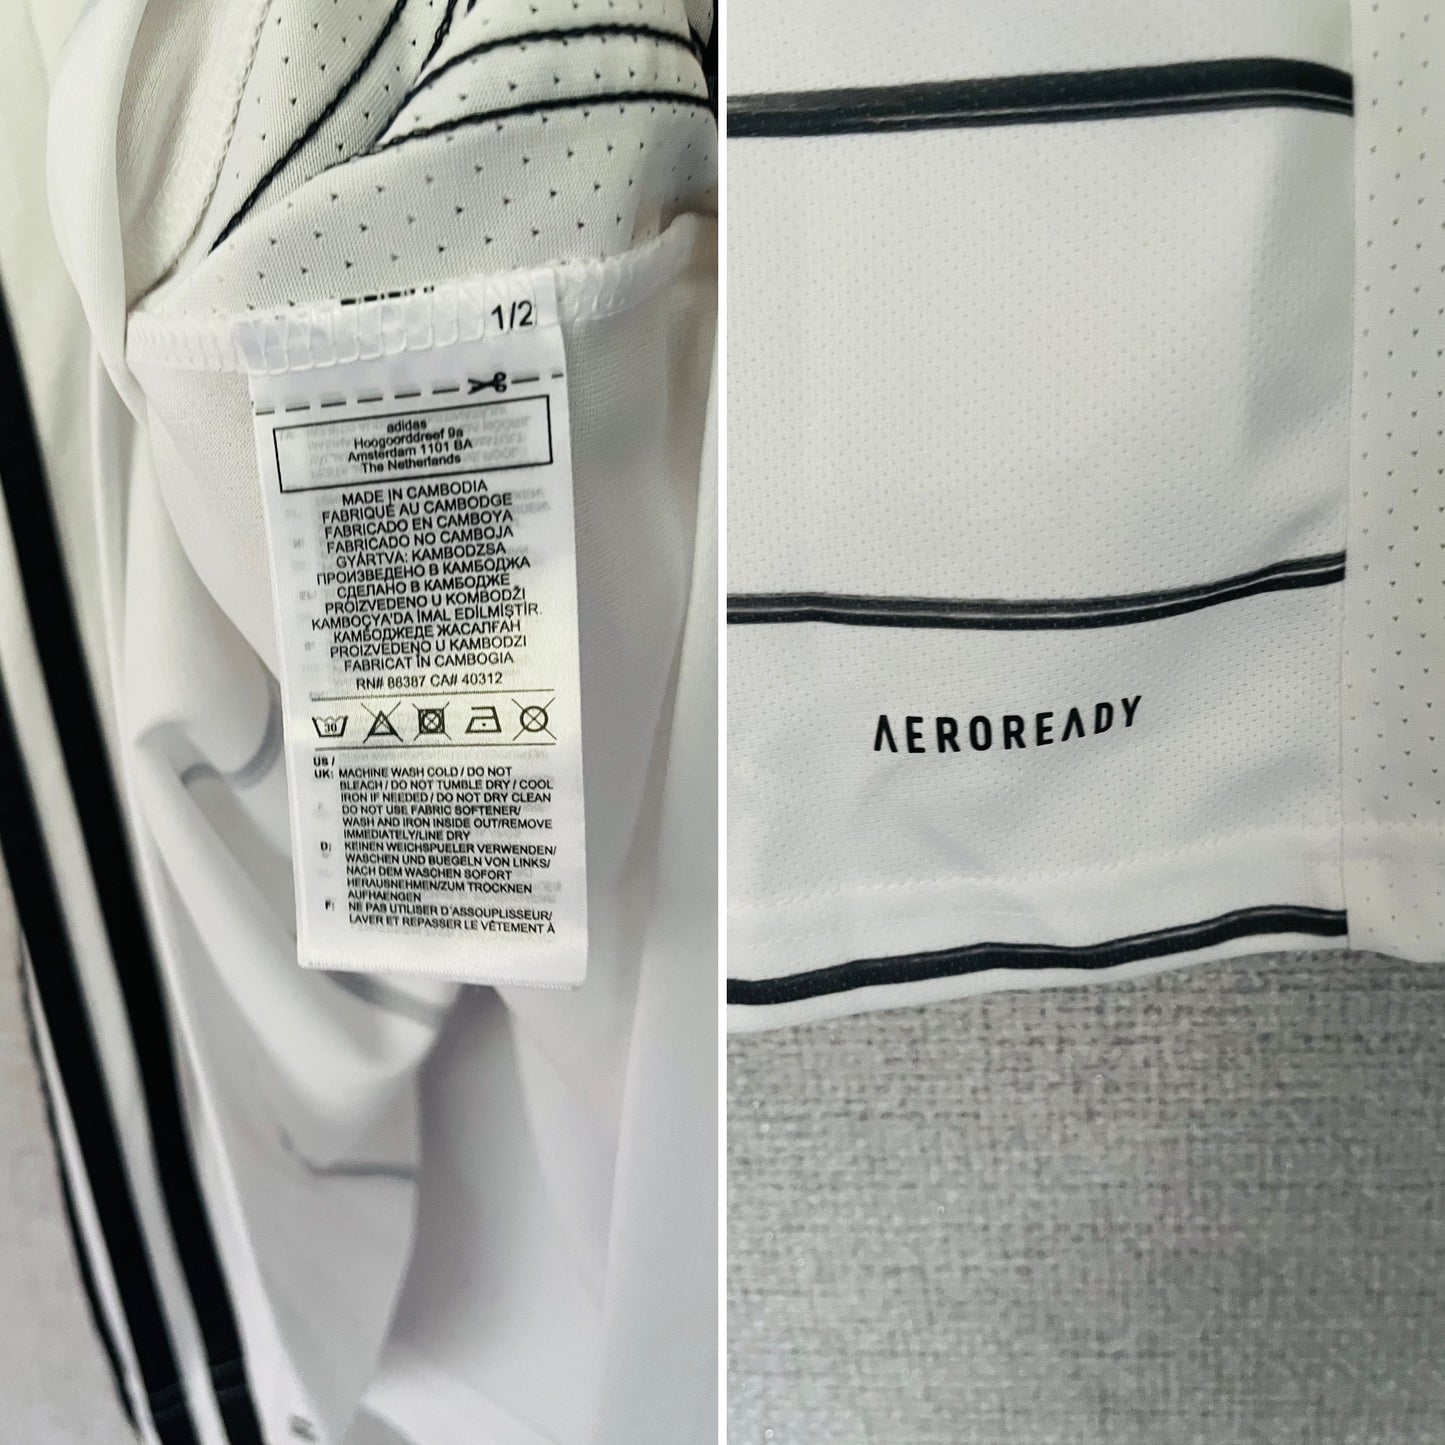 1/2
adidas
Hoogoorddreef 9a
Amsterdam 1101 BA
The Netherlands
MADE IN CAMBODIA
FABRIQUÉ AU CAMBODGE
FABRICADO EN CAMBOYA
FABRICADO NO CAMBOJA
GYÁRTVA: KAMBODZSA
ПРОИЗВЕДЕНО В КАМБОДЖА
СДЕЛАНО В КАМБОДЖЕ
PROIZVEDENO U KOMBODŽI
KAMBOÇYA'DA İMAL EDİLMİŞTİR.
КАМБОДЖЕДЕ ЖАСАЛҒАН
PROIZVEDENO U KAMBODZI
FABRICAT ÎN CAMBOGIA
RN# 88387 CA# 40312
30
US /
UK: MACHINE WASH COLD / DO NOT
BLEACH / DO NOT TUMBLE DRY / COOL
IRON IF NEEDED / DO NOT DRY CLEAN
DO NOT USE FABRIC SOFTENER/
WASH AND IRON INSIDE OUT/REMOVE
IMMEDIATELY/LINE DRY
D: KEINEN WEICHSPUELER VERWENDEN/
WASCHEN UND BUEGELN VON LINKS/
NACH DEM WASCHEN SOFORT
HERAUSNEHMEN/ZUM TROCKNEN
AUFHAENGEN
F: NE PAS UTILISER D'ASSOUPLISSEUR/
LAVER ET REPASSER LE VÊTEMENT À
AEROREADY